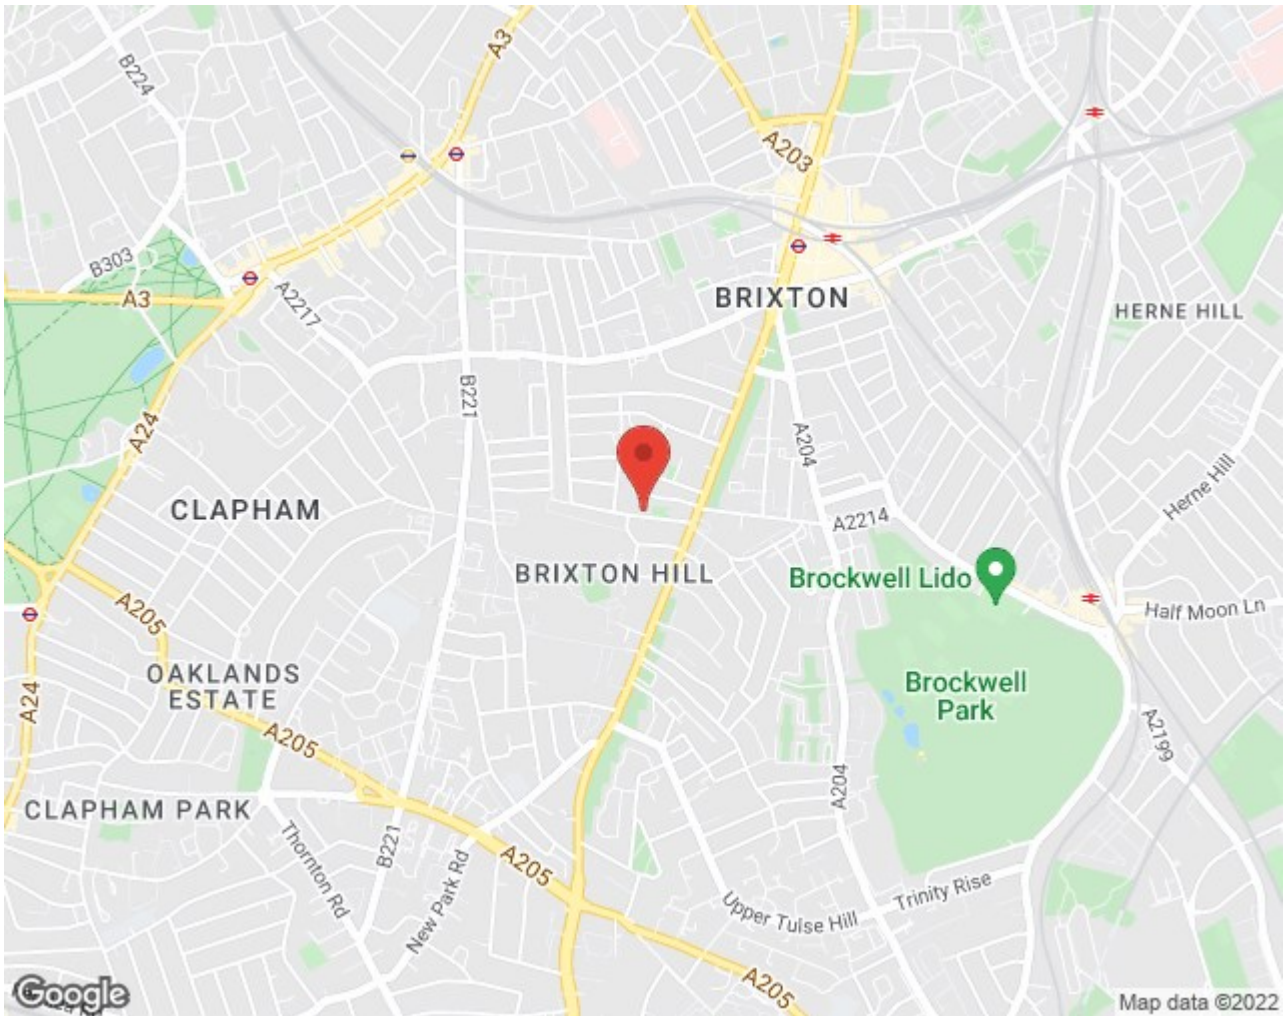 A3
B224
A203
B303
A3
A2217
BRIXTON
HERNE HILL
B221
A24
A204
Herne Hill
CLAPHAM
A2214
BRIXTON HILL
Brockwell Lido
A205
Half Moon Ln
OAKLANDS
ESTATE
Brockwell
Park
A24
A205
A2199
A204
CLAPHAM PARK
Thornton Rd
B221
New Park Rd
A205
Trinity Rise
Upper Tulse Hill
A205
Google
Map data ©2022